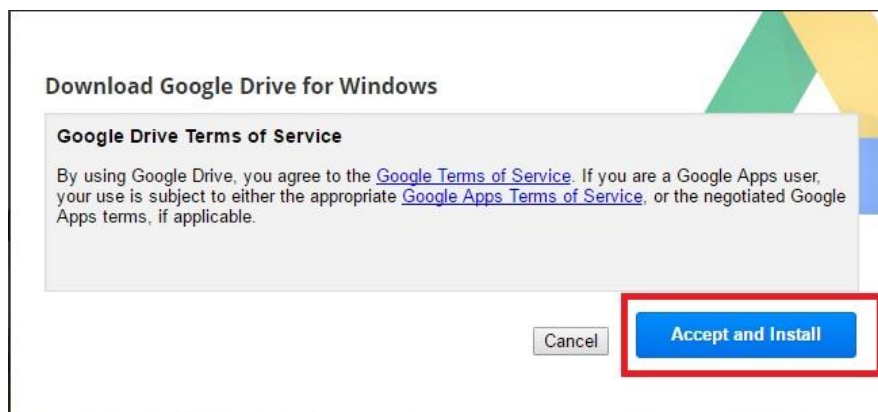 Download Google Drive for Windows
Google Drive Terms of Service
By using Google Drive, you agree to the Google Terms of Service. If you are a Google Apps user,
your use is subject to either the appropriate Google Apps Terms of Service, or the negotiated Google
Apps terms, if applicable.
Cancel Accept and Install